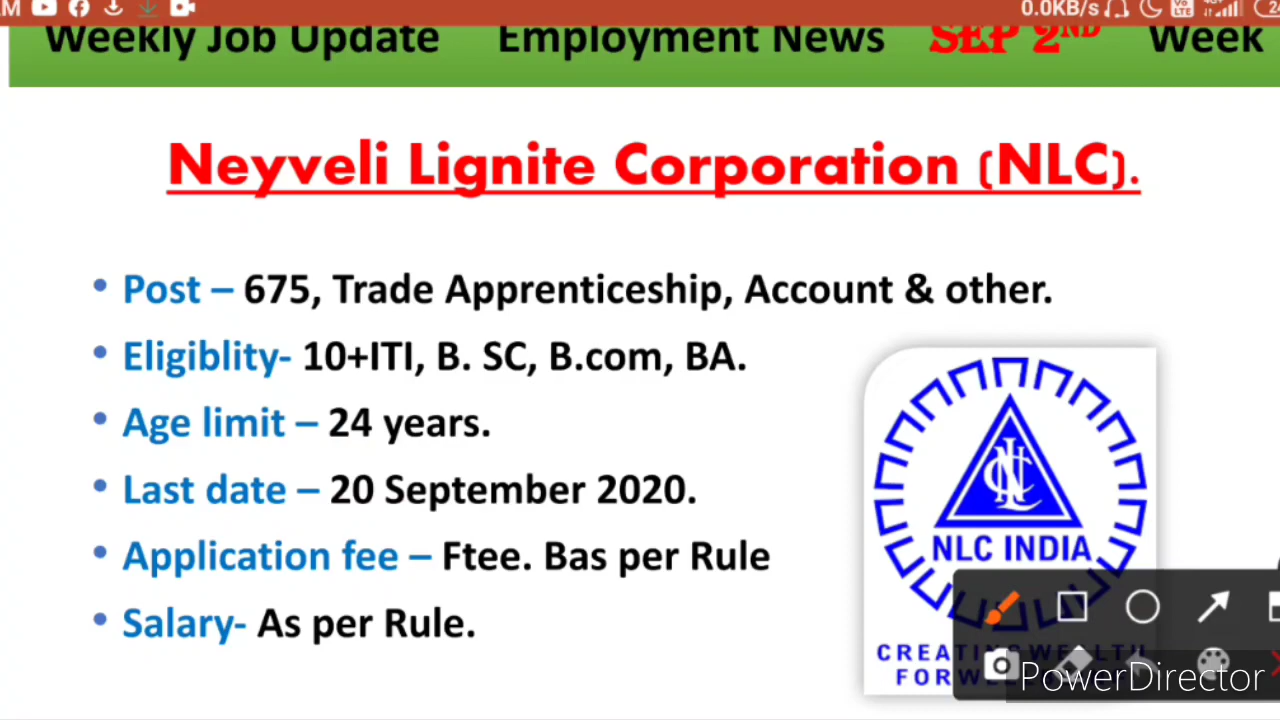 0.0KB/s
Weekly Job Update Employment News SEP 2ND Week
Neyveli Lignite Corporation (NLC).
• Post – 675, Trade Apprenticeship, Account & other.
• Eligiblity- 10+ITI, B. SC, B.com, BA.
• Age limit – 24 years.
• Last date – 20 September 2020.
• Application fee – Ftee. Bas per Rule
• Salary- As per Rule.
NLC INDIA
PowerDirector